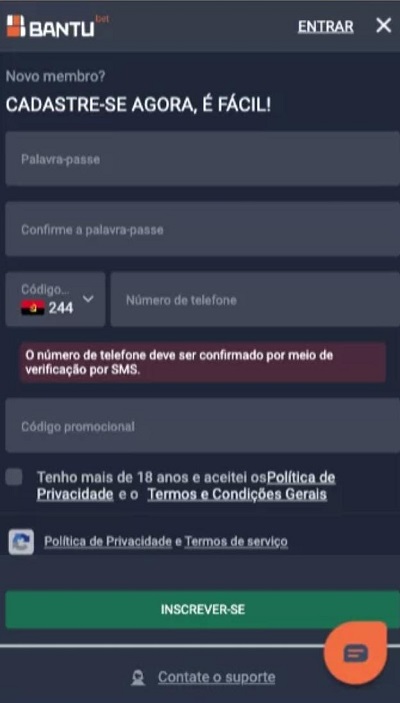 BANTU bet
ENTRAR
Novo membro?
CADASTRE-SE AGORA, É FÁCIL!
Palavra-passe
Confirme a palavra-passe
Código...
244
Número de telefone
O número de telefone deve ser confirmado por meio de
verificação por SMS.
Código promocional
Tenho mais de 18 anos e aceitei osPolítica de
Privacidade e o Termos e Condições Gerais
Política de Privacidade e Termos de serviço
INSCREVER-SE
Contate o suporte